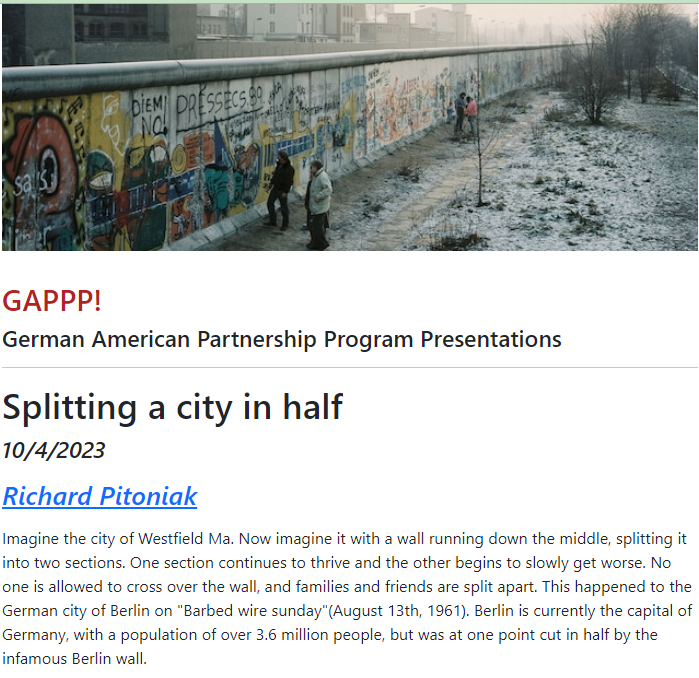 DIEMI
NO.
PRESSECS.89
GAPPP!
German American Partnership Program Presentations
Splitting a city in half
10/4/2023
Richard Pitoniak
Imagine the city of Westfield Ma. Now imagine it with a wall running down the middle, splitting it
into two sections. One section continues to thrive and the other begins to slowly get worse. No
one is allowed to cross over the wall, and families and friends are split apart. This happened to the
German city of Berlin on "Barbed wire sunday"(August 13th, 1961). Berlin is currently the capital of
Germany, with a population of over 3.6 million people, but was at one point cut in half by the
infamous Berlin wall.